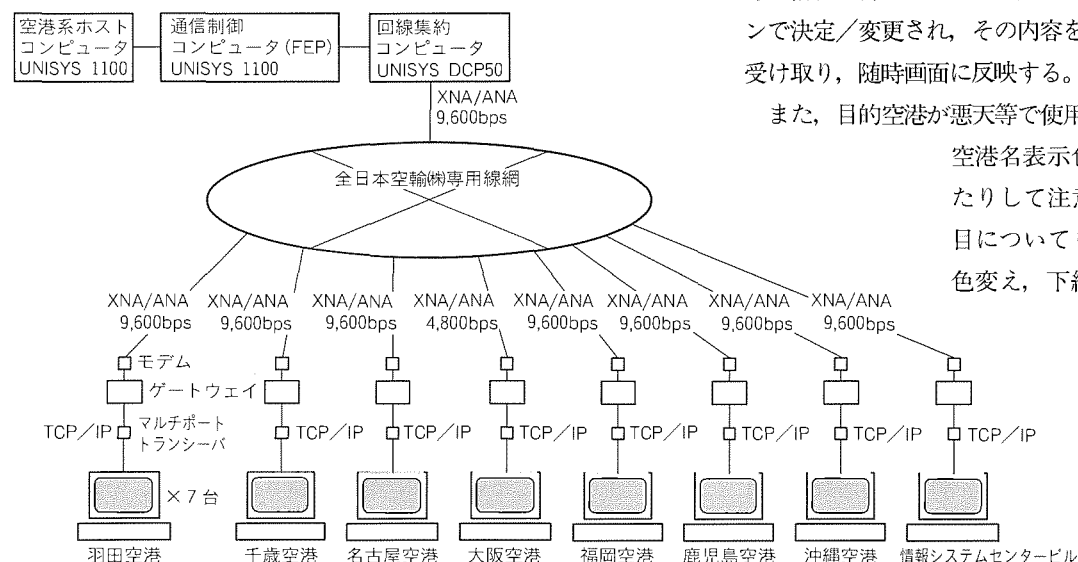 空港系ホスト
コンピュータ
UNISYS 1100
通信制御
コンピュータ(FEP)
UNISYS 1100
回線集約
コンピュータ
UNISYS DCP50
XNA/ANA
9,600bps
全日本空輸㈱専用線網
XNA/ANA
9,600bps
XNA/ANA
9,600bps
XNA/ANA
9,600bps
XNA/ANA
4,800bps
XNA/ANA
9,600bps
XNA/ANA
9,600bps
XNA/ANA
9,600bps
XNA/ANA
9,600bps
モデム
ゲートウェイ
TCP/IP
マルチポート
トランシーバ
TCP/IP
TCP/IP
TCP/IP
TCP/IP
TCP/IP
TCP/IP
TCP/IP
×7台
羽田空港
千歳空港
名古屋空港
大阪空港
福岡空港
鹿児島空港
沖縄空港
情報システムセンタービル
ンで決定/変更され,その内容を
受け取り,随時画面に反映する。
また,目的空港が悪天等で使用
空港名表示
たりして注意
目について
色変え,下線